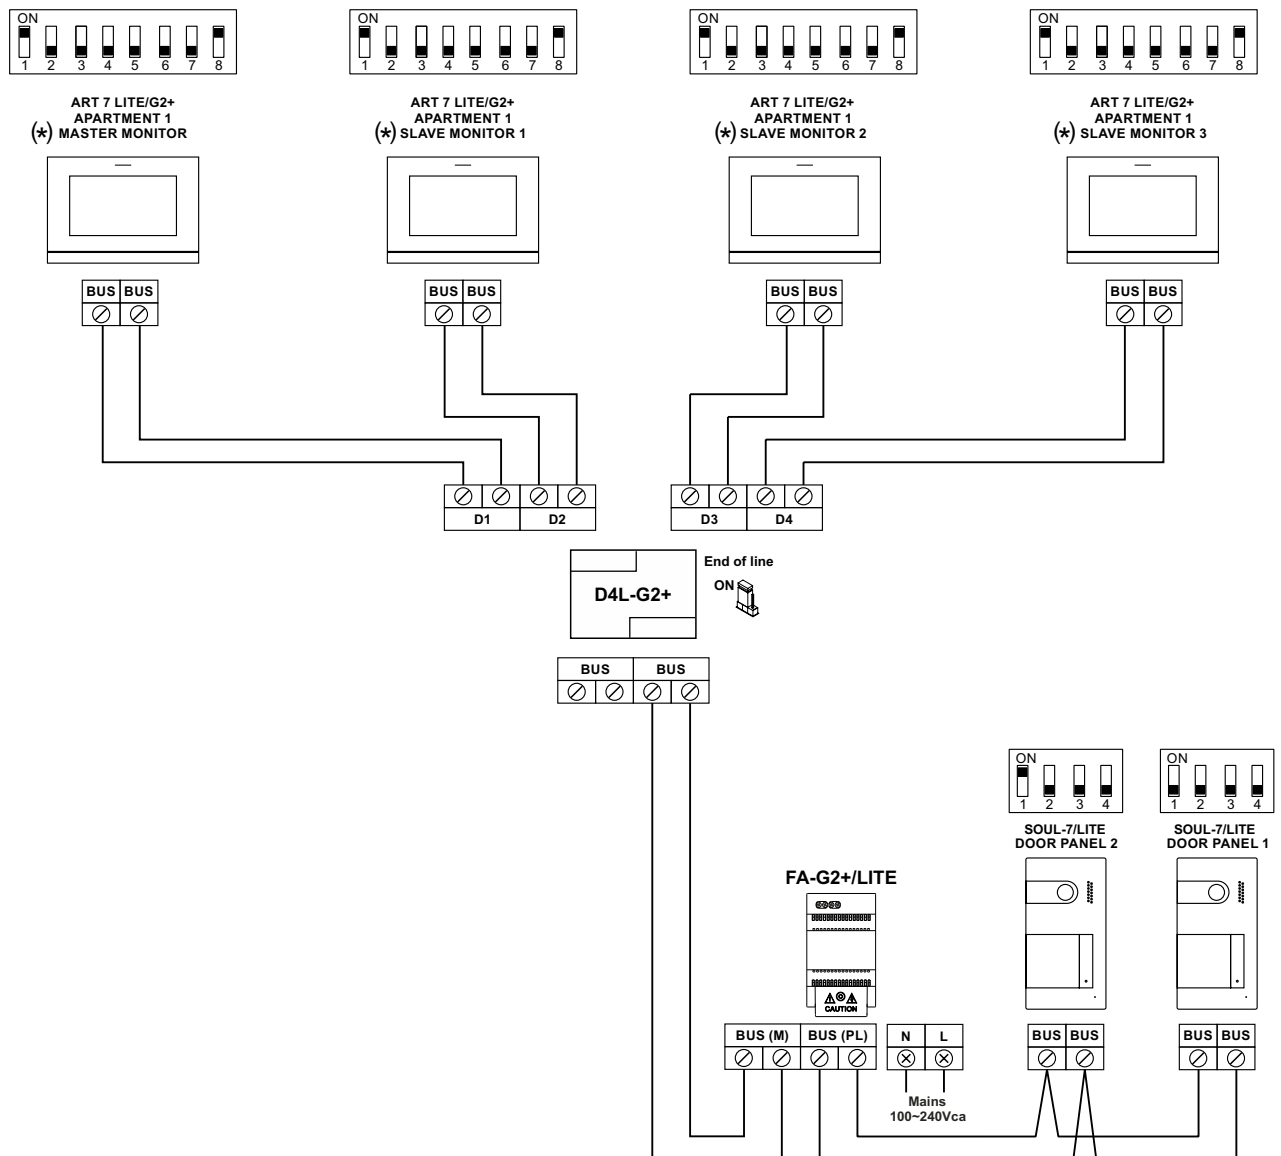 ON
1 2 3 4 5 6 7 8
ART 7 LITE/G2+
APARTMENT 1
(*) MASTER MONITOR
BUS BUS
ON
1 2 3 4 5 6 7 8
ART 7 LITE/G2+
APARTMENT 1
(*) SLAVE MONITOR 1
BUS BUS
ON
1 2 3 4 5 6 7 8
ART 7 LITE/G2+
APARTMENT 1
(*) SLAVE MONITOR 2
BUS BUS
ON
1 2 3 4 5 6 7 8
ART 7 LITE/G2+
APARTMENT 1
(*) SLAVE MONITOR 3
BUS BUS
D1 D2
D3 D4
D4L-G2+
End of line
ON
BUS BUS
ON
1 2 3 4
SOUL-7/LITE
DOOR PANEL 2
ON
1 2 3 4
SOUL-7/LITE
DOOR PANEL 1
FA-G2+/LITE
CAUTION
BUS (M) BUS (PL)
N L
Mains
100~240Vca
BUS BUS
BUS BUS